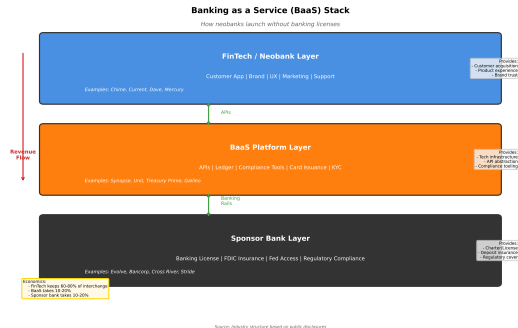 Banking as a Service (BaaS) Stack
How neobanks launch without banking licenses
FinTech / Neobank Layer
Customer App | Brand | UX | Marketing | Support
Examples: Chime, Current, Dave, Mercury
Provides:
- Customer acquisition
- Product experience
- Brand trust
APIs
Revenue
Flow
BaaS Platform Layer
APIs | Ledger | Compliance Tools | Card Issuance | KYC
Examples: Synapse, Unit, Treasury Prime, Galileo
Provides:
- Tech infrastructure
- API abstraction
- Compliance tooling
Banking
Rails
Sponsor Bank Layer
Banking License | FDIC Insurance | Fed Access | Regulatory Compliance
Examples: Evolve, Bancorp, Cross River, Stride
Provides:
- Charter/License
- Deposit insurance
- Regulatory cover
Economics:
- FinTech keeps 60-80% of interchange
- BaaS takes 10-20%
- Sponsor bank takes 10-20%
Source: Industry structure based on public disclosures